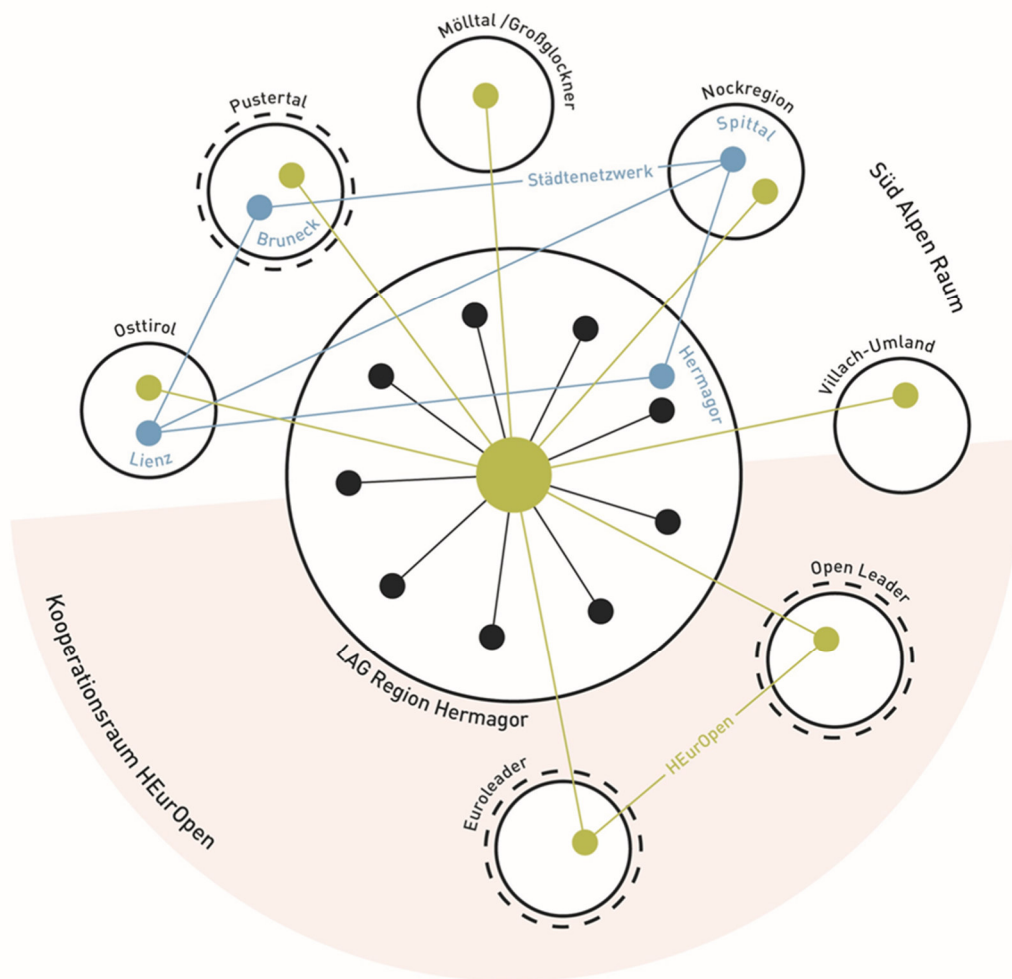 Mölltal /Großglockner
Pustertal
Nockregion
Spittal
Städtenetzwerk
Bruneck
Süd Alpen Raum
Osttirol
Lienz
Hermagor
Villach-Umland
Open Leader
LAG Region Hermagor
Kooperationsraum HEurOpen
HEurOpen
Euroleader